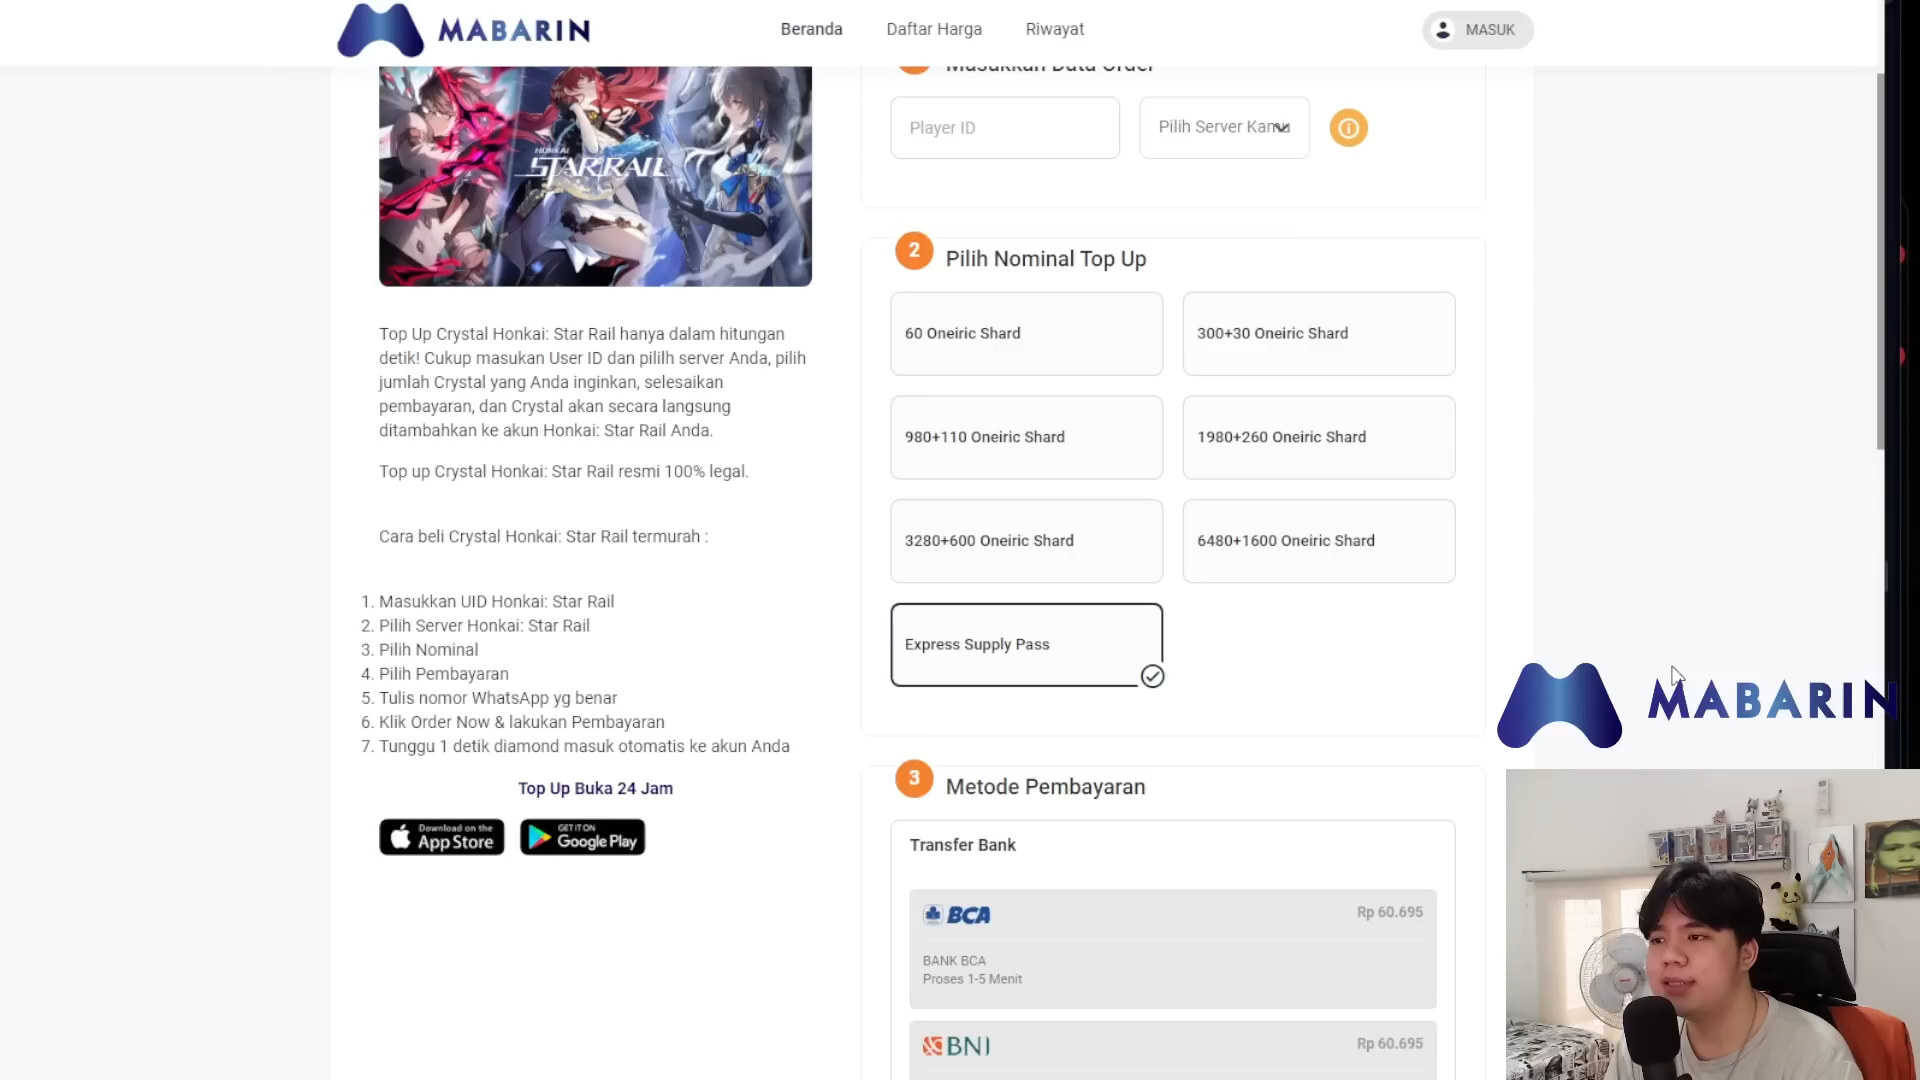 MABARIN
Beranda
Daftar Harga
Riwayat
MASUK
Masukkan Data Order
Player ID
Pilih Server Kamu
HONKAI
STAR RAIL
2
Pilih Nominal Top Up
60 Oneiric Shard
300+30 Oneiric Shard
980+110 Oneiric Shard
1980+260 Oneiric Shard
3280+600 Oneiric Shard
6480+1600 Oneiric Shard
Express Supply Pass
Top Up Crystal Honkai: Star Rail hanya dalam hitungan
detik! Cukup masukan User ID dan pililh server Anda, pilih
jumlah Crystal yang Anda inginkan, selesaikan
pembayaran, dan Crystal akan secara langsung
ditambahkan ke akun Honkai: Star Rail Anda.
Top up Crystal Honkai: Star Rail resmi 100% legal.
Cara beli Crystal Honkai: Star Rail termurah :
1. Masukkan UID Honkai: Star Rail
2. Pilih Server Honkai: Star Rail
3. Pilih Nominal
4. Pilih Pembayaran
5. Tulis nomor WhatsApp yg benar
6. Klik Order Now & lakukan Pembayaran
7. Tunggu 1 detik diamond masuk otomatis ke akun Anda
Top Up Buka 24 Jam
Download on the
App Store
GET IT ON
Google Play
3
Metode Pembayaran
Transfer Bank
BCA
Rp 60.695
BANK BCA
Proses 1-5 Menit
BNI
Rp 60.695
MABARIN